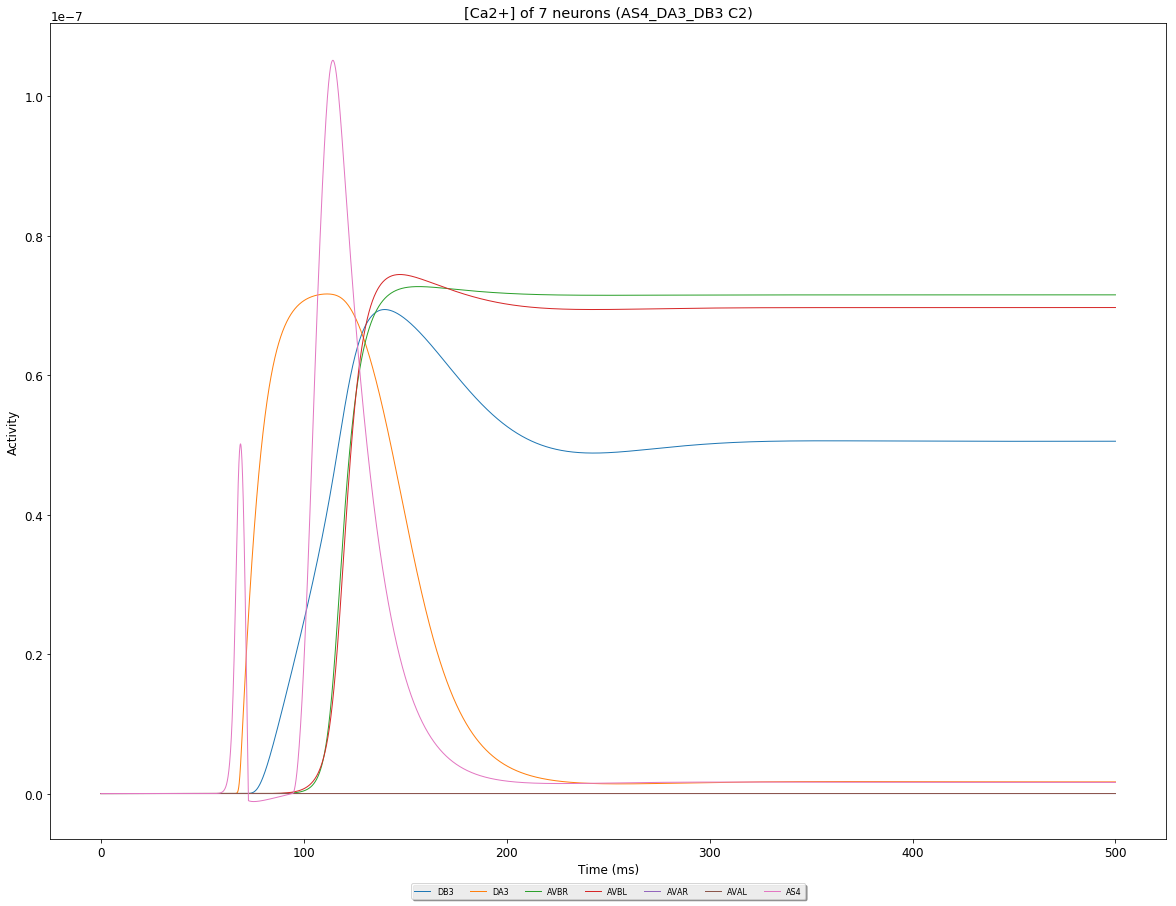 [Ca2+] of 7 neurons (AS4_DA3_DB3 C2)
1e−7
1.0
0.8
0.6
0.4
0.2
0.0
Activity
0 100 200 300 400 500
Time (ms)
DB3 DA3 AVBR AVBL AVAR AVAL AS4